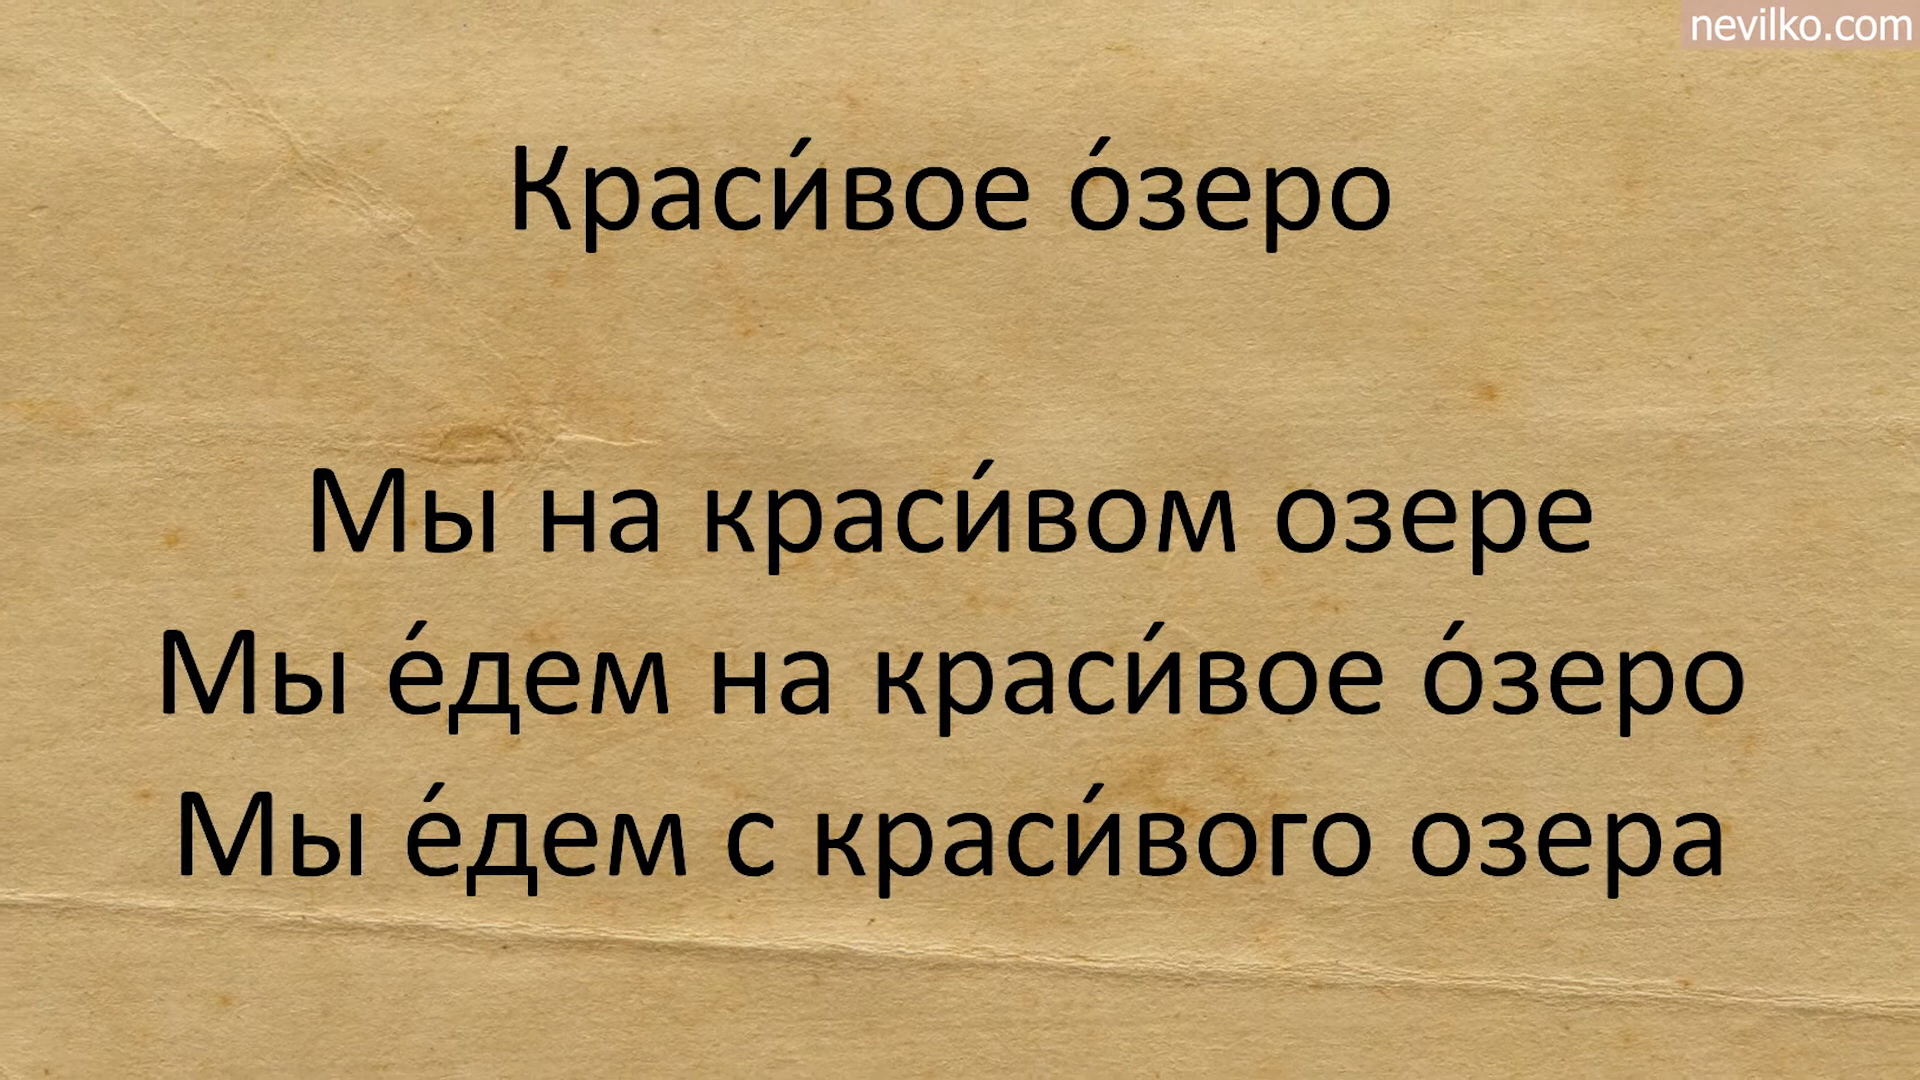 nevilko.com
Краси́вое о́зеро
Мы на краси́вом озере
Мы е́дем на краси́вое о́зеро
Мы е́дем с краси́вого озера